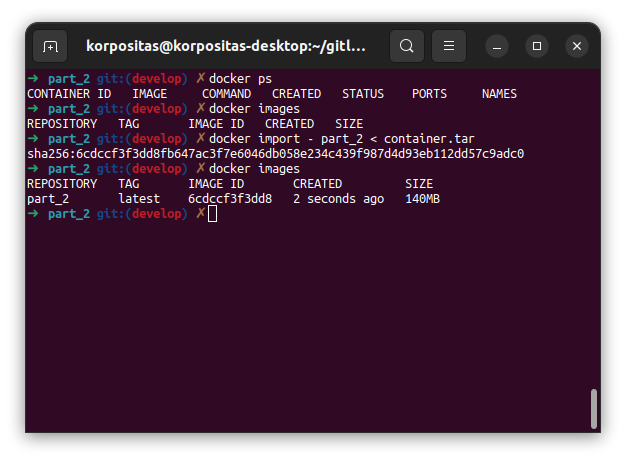 korpositas@korpositas-desktop:~/gitl...
→ part_2 git:(develop) ✗ docker ps
CONTAINER ID   IMAGE     COMMAND   CREATED   STATUS    PORTS     NAMES
→ part_2 git:(develop) ✗ docker images
REPOSITORY   TAG       IMAGE ID   CREATED   SIZE
→ part_2 git:(develop) ✗ docker import - part_2 < container.tar
sha256:6cdccf3f3dd8fb647ac3f7e6046db058e234c439f987d4d93eb112dd57c9adc0
→ part_2 git:(develop) ✗ docker images
REPOSITORY   TAG       IMAGE ID       CREATED         SIZE
part_2       latest    6cdccf3f3dd8   2 seconds ago   140MB
→ part_2 git:(develop) ✗